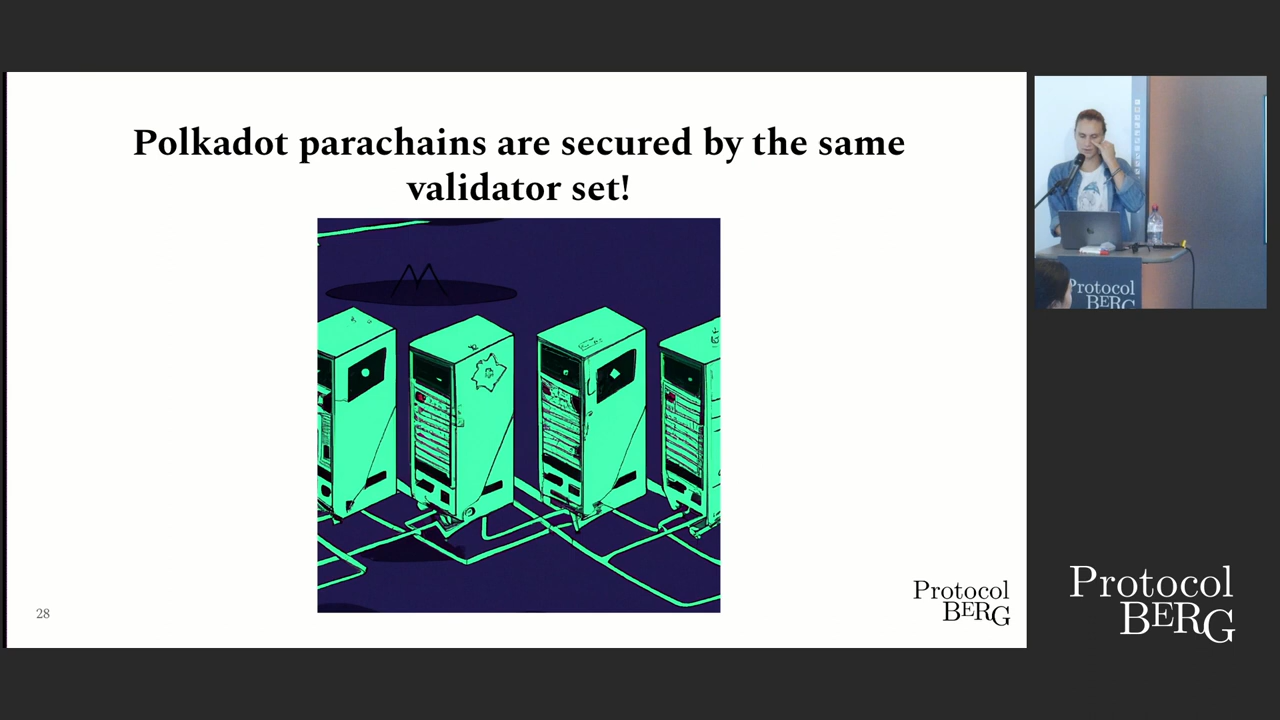 Polkadot parachains are secured by the same
validator set!
28
Protocol
BERG
Protocol
BERG
Protocol
BERG